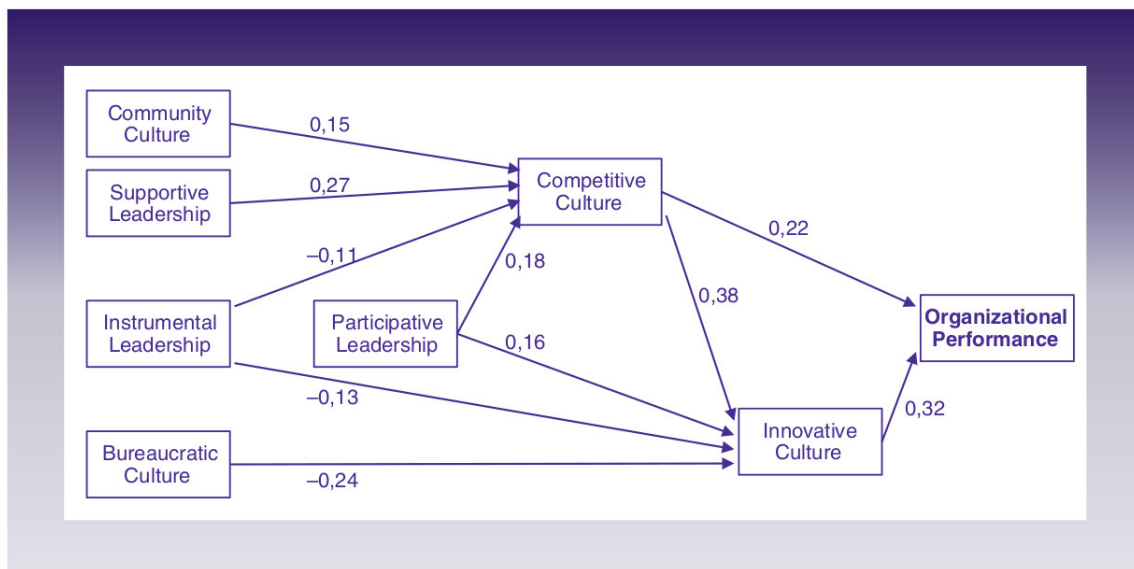 Community
Culture
0,15
Supportive
Leadership
0,27
Competitive
Culture
0,22
–0,11
0,18
0,38
Instrumental
Leadership
Participative
Leadership
0,16
Organizational
Performance
–0,13
0,32
Innovative
Culture
Bureaucratic
Culture
–0,24